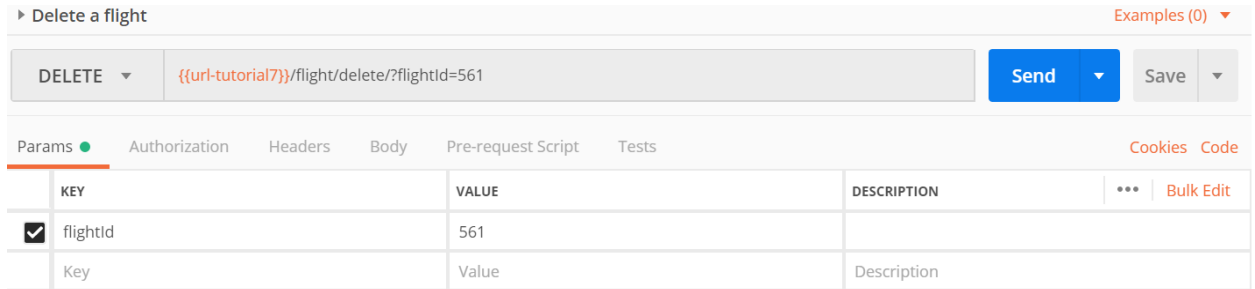 Delete a flight Examples (0)
DELETE {{url-tutorial7}}/flight/delete/?flightId=561 Send Save
Params Authorization Headers Body Pre-request Script Tests Cookies Code
KEY VALUE DESCRIPTION ••• Bulk Edit
flightId 561
Key Value Description